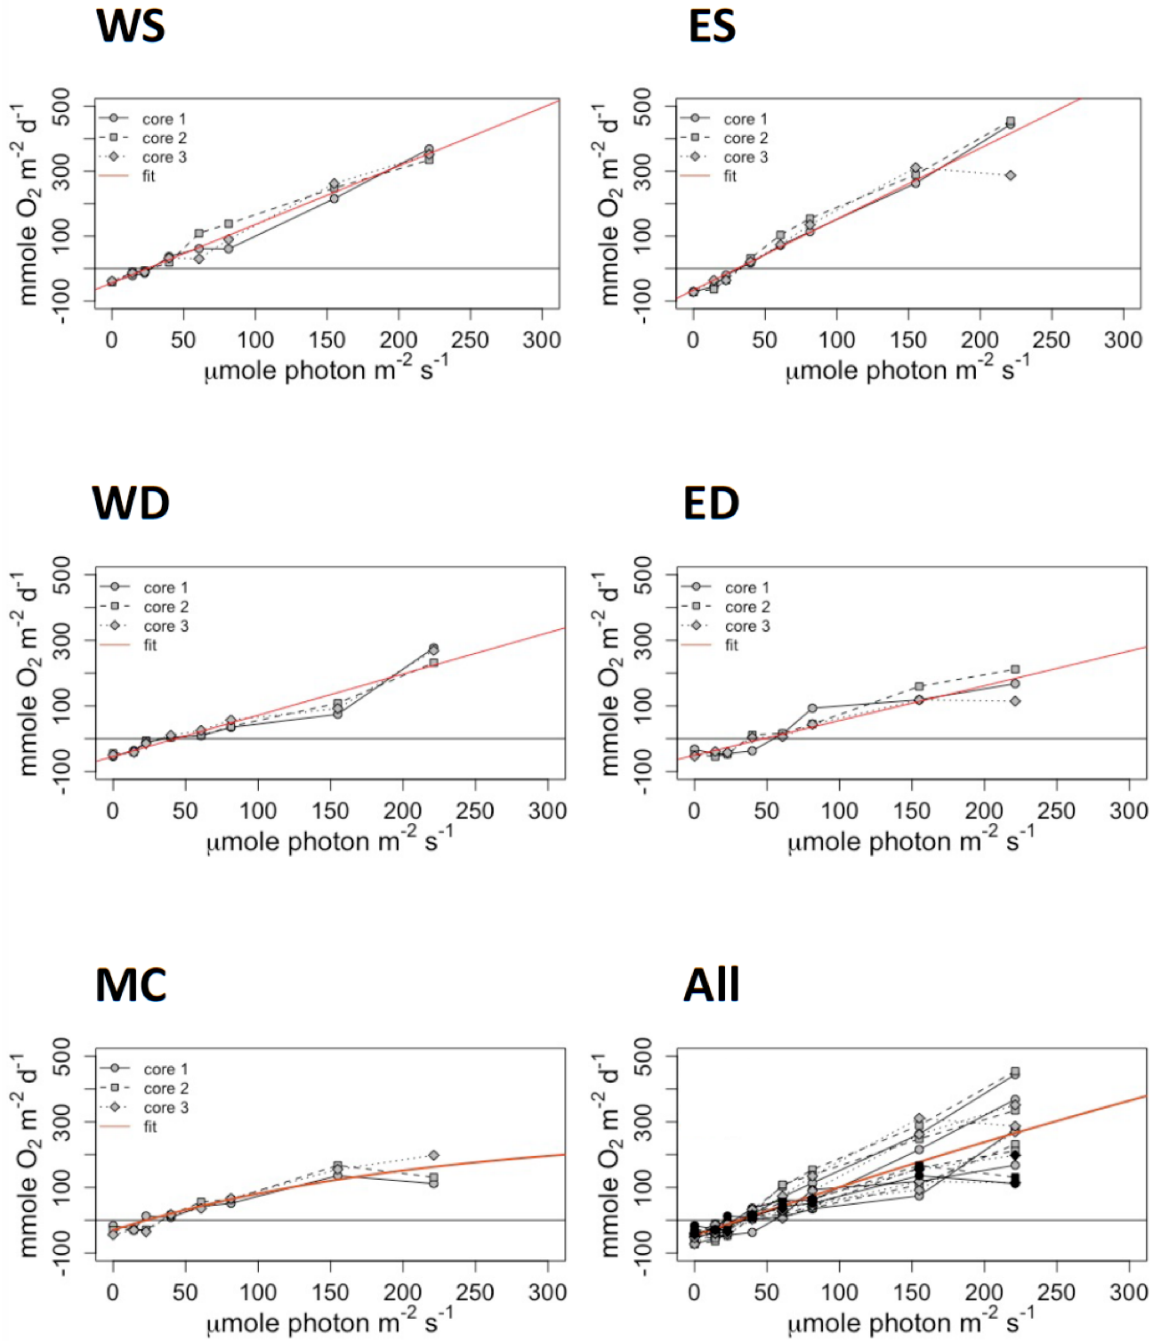 WS
500
300
100
-100
mmole O2 m-2 d-1
core 1
core 2
core 3
fit
0 50 100 150 200 250 300
μmole photon m-2 s-1
ES
500
300
100
-100
mmole O2 m-2 d-1
core 1
core 2
core 3
fit
0 50 100 150 200 250 300
μmole photon m-2 s-1
WD
500
300
100
-100
mmole O2 m-2 d-1
core 1
core 2
core 3
fit
0 50 100 150 200 250 300
μmole photon m-2 s-1
ED
500
300
100
-100
mmole O2 m-2 d-1
core 1
core 2
core 3
fit
0 50 100 150 200 250 300
μmole photon m-2 s-1
MC
500
300
100
-100
mmole O2 m-2 d-1
core 1
core 2
core 3
fit
0 50 100 150 200 250 300
μmole photon m-2 s-1
All
500
300
100
-100
mmole O2 m-2 d-1
0 50 100 150 200 250 300
μmole photon m-2 s-1